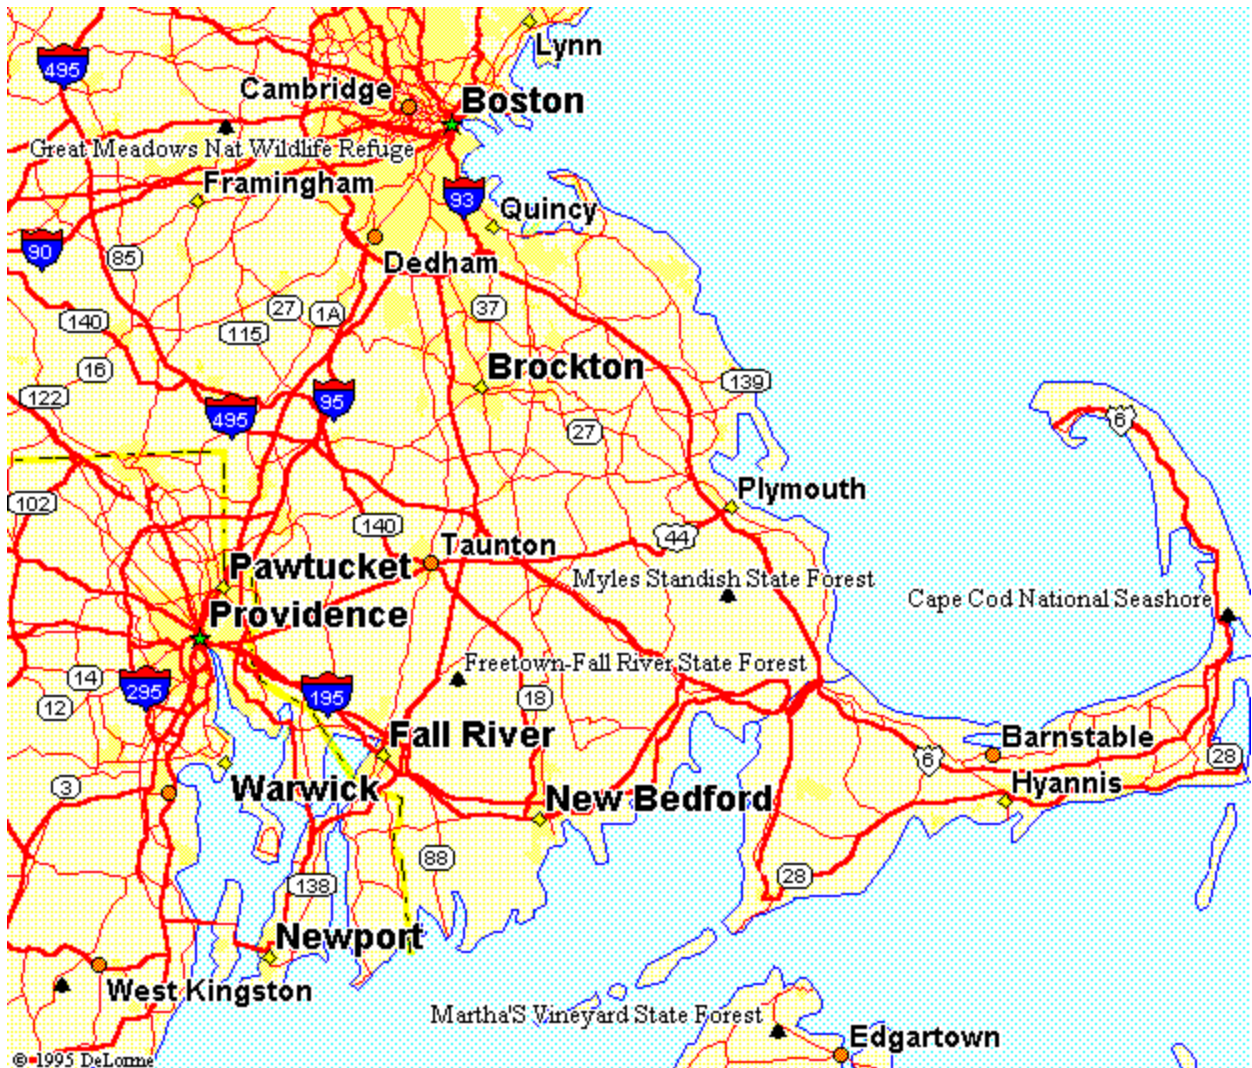 Lynn
495
Cambridge
Boston
Great Meadows Nat Wildlife Refuge
Framingham
93
Quincy
90
85
Dedham
27
1A
37
140
115
16
Brockton
139
122
95
495
6
27
Plymouth
102
140
44
Taunton
Pawtucket
Myles Standish State Forest
Cape Cod National Seashore
Providence
Freetown-Fall River State Forest
14
295
195
18
12
Fall River
Barnstable
6
28
3
Warwick
Hyannis
New Bedford
88
28
138
Newport
West Kingston
Martha'S Vineyard State Forest
Edgartown
© 1995 DeLorme